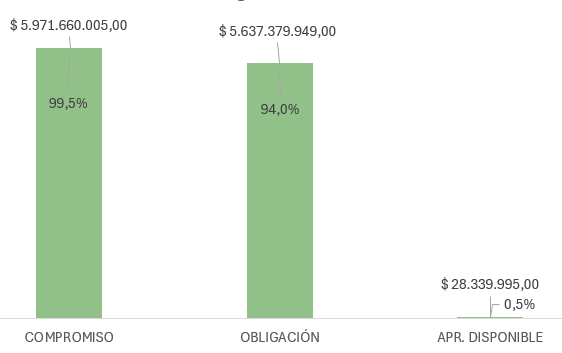 $ 5.971.660.005,00
$ 5.637.379.949,00
99,5%
94,0%
$ 28.339.995,00
0,5%
COMPROMISO
OBLIGACIÓN
APR. DISPONIBLE